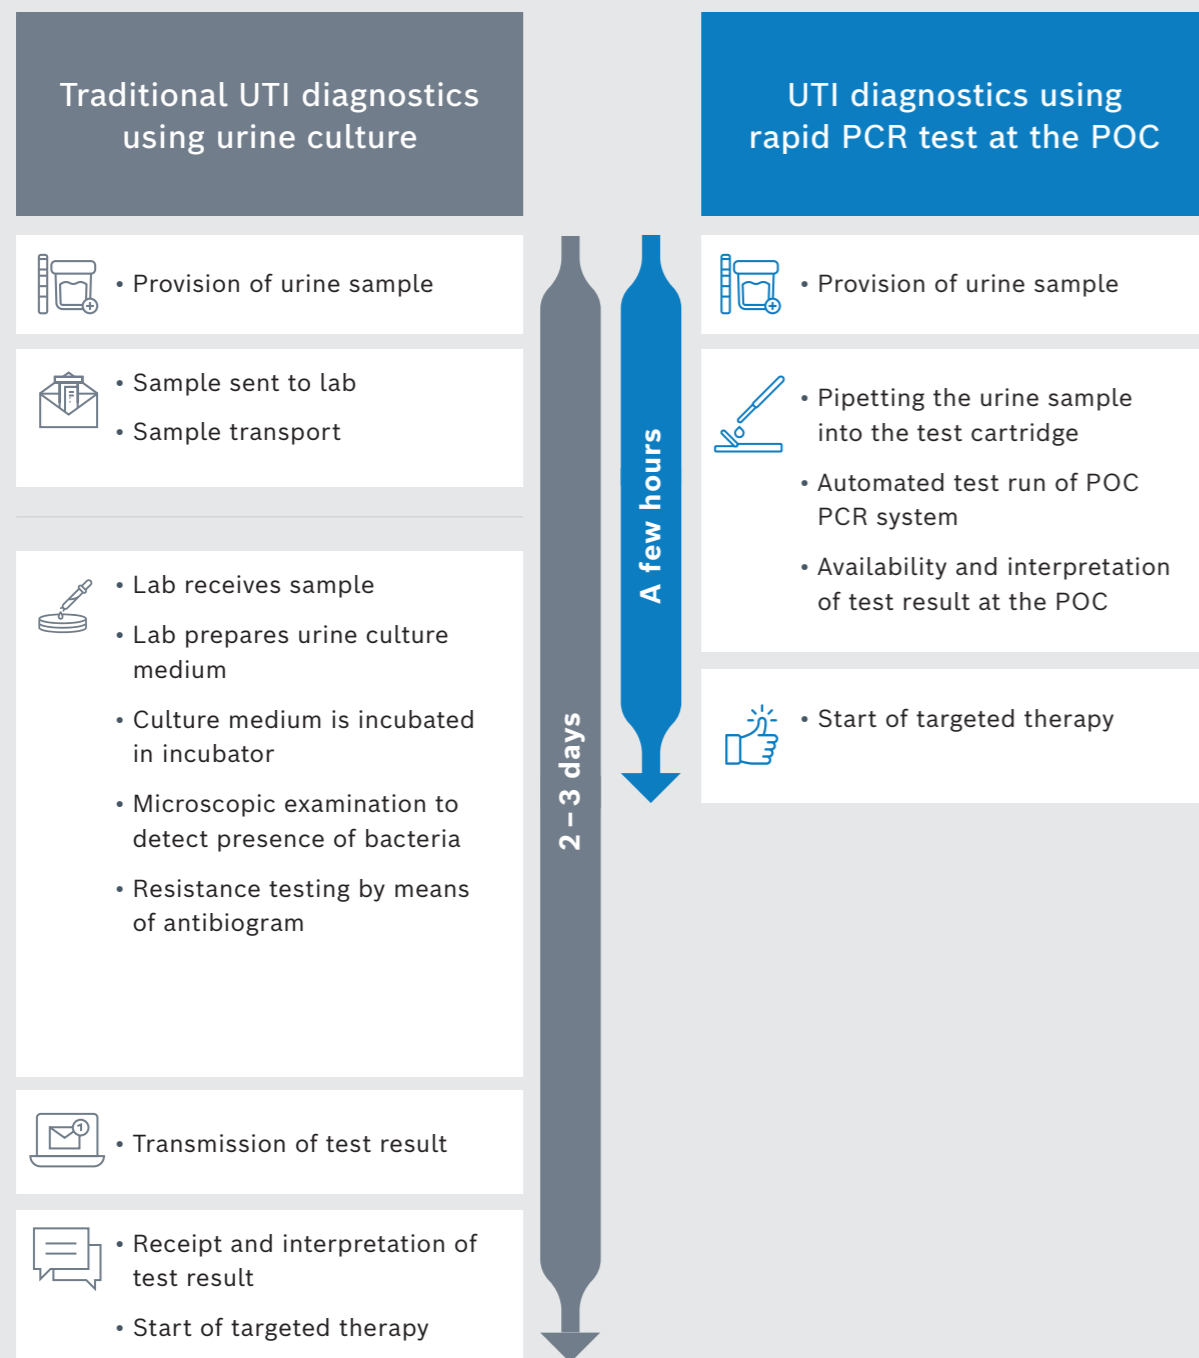 Traditional UTI diagnostics
using urine culture
• Provision of urine sample
• Sample sent to lab
• Sample transport
• Lab receives sample
• Lab prepares urine culture
medium
• Culture medium is incubated
in incubator
• Microscopic examination to
detect presence of bacteria
• Resistance testing by means
of antibiogram
1
• Transmission of test result
• Receipt and interpretation of
test result
• Start of targeted therapy
2–3 days
A few hours
UTI diagnostics using
rapid PCR test at the POC
• Provision of urine sample
• Pipetting the urine sample
into the test cartridge
• Automated test run of POC
PCR system
• Availability and interpretation
of test result at the POC
• Start of targeted therapy